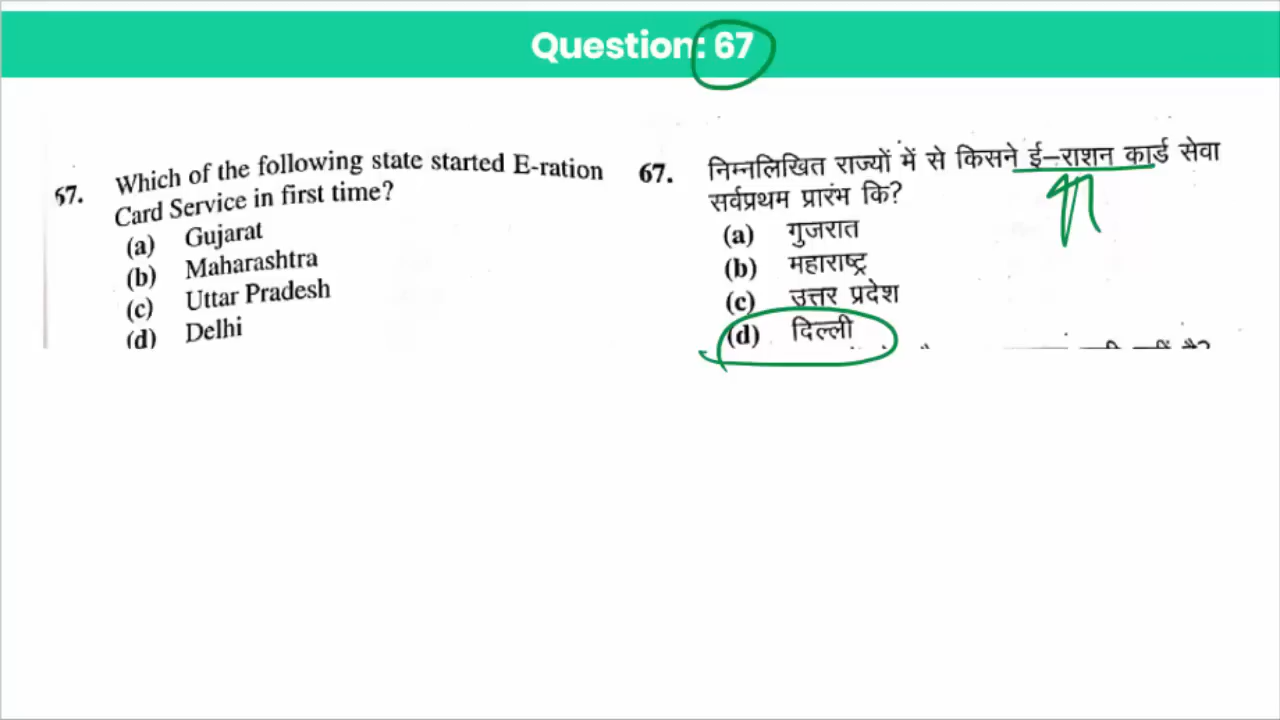 Question: 67
67. Which of the following state started E-ration
Card Service in first time?
(a) Gujarat
(b) Maharashtra
(c) Uttar Pradesh
(d) Delhi
67. निम्नलिखित राज्यों में से किसने ई-राशन कार्ड सेवा
सर्वप्रथम प्रारंभ कि?
(a) गुजरात
(b) महाराष्ट्र
(c) उत्तर प्रदेश
(d) दिल्ली